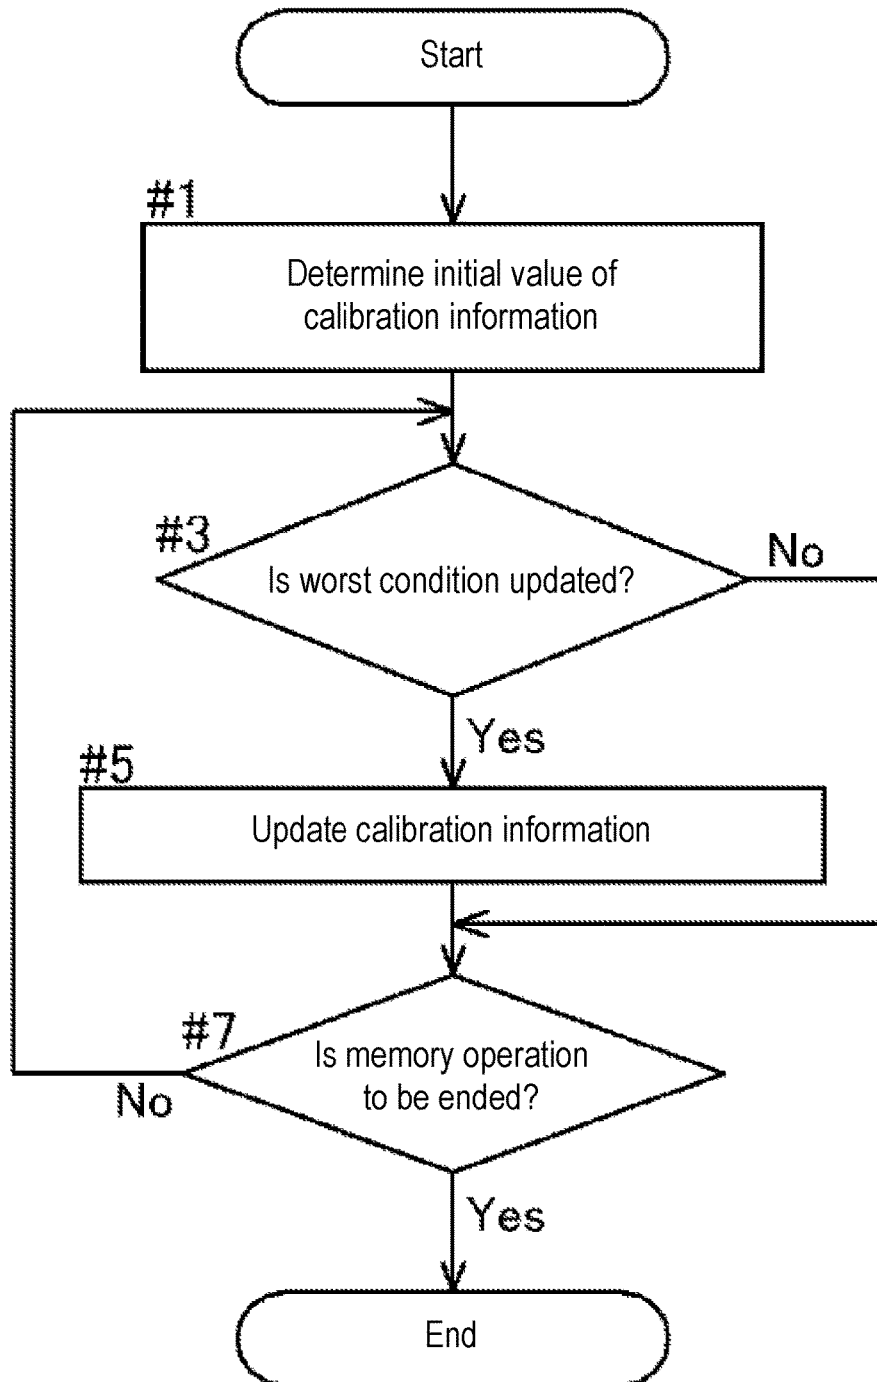 Start
#1
Determine initial value of
calibration information
#3
Is worst condition updated?
No
Yes
#5
Update calibration information
#7
Is memory operation
to be ended?
No
Yes
End